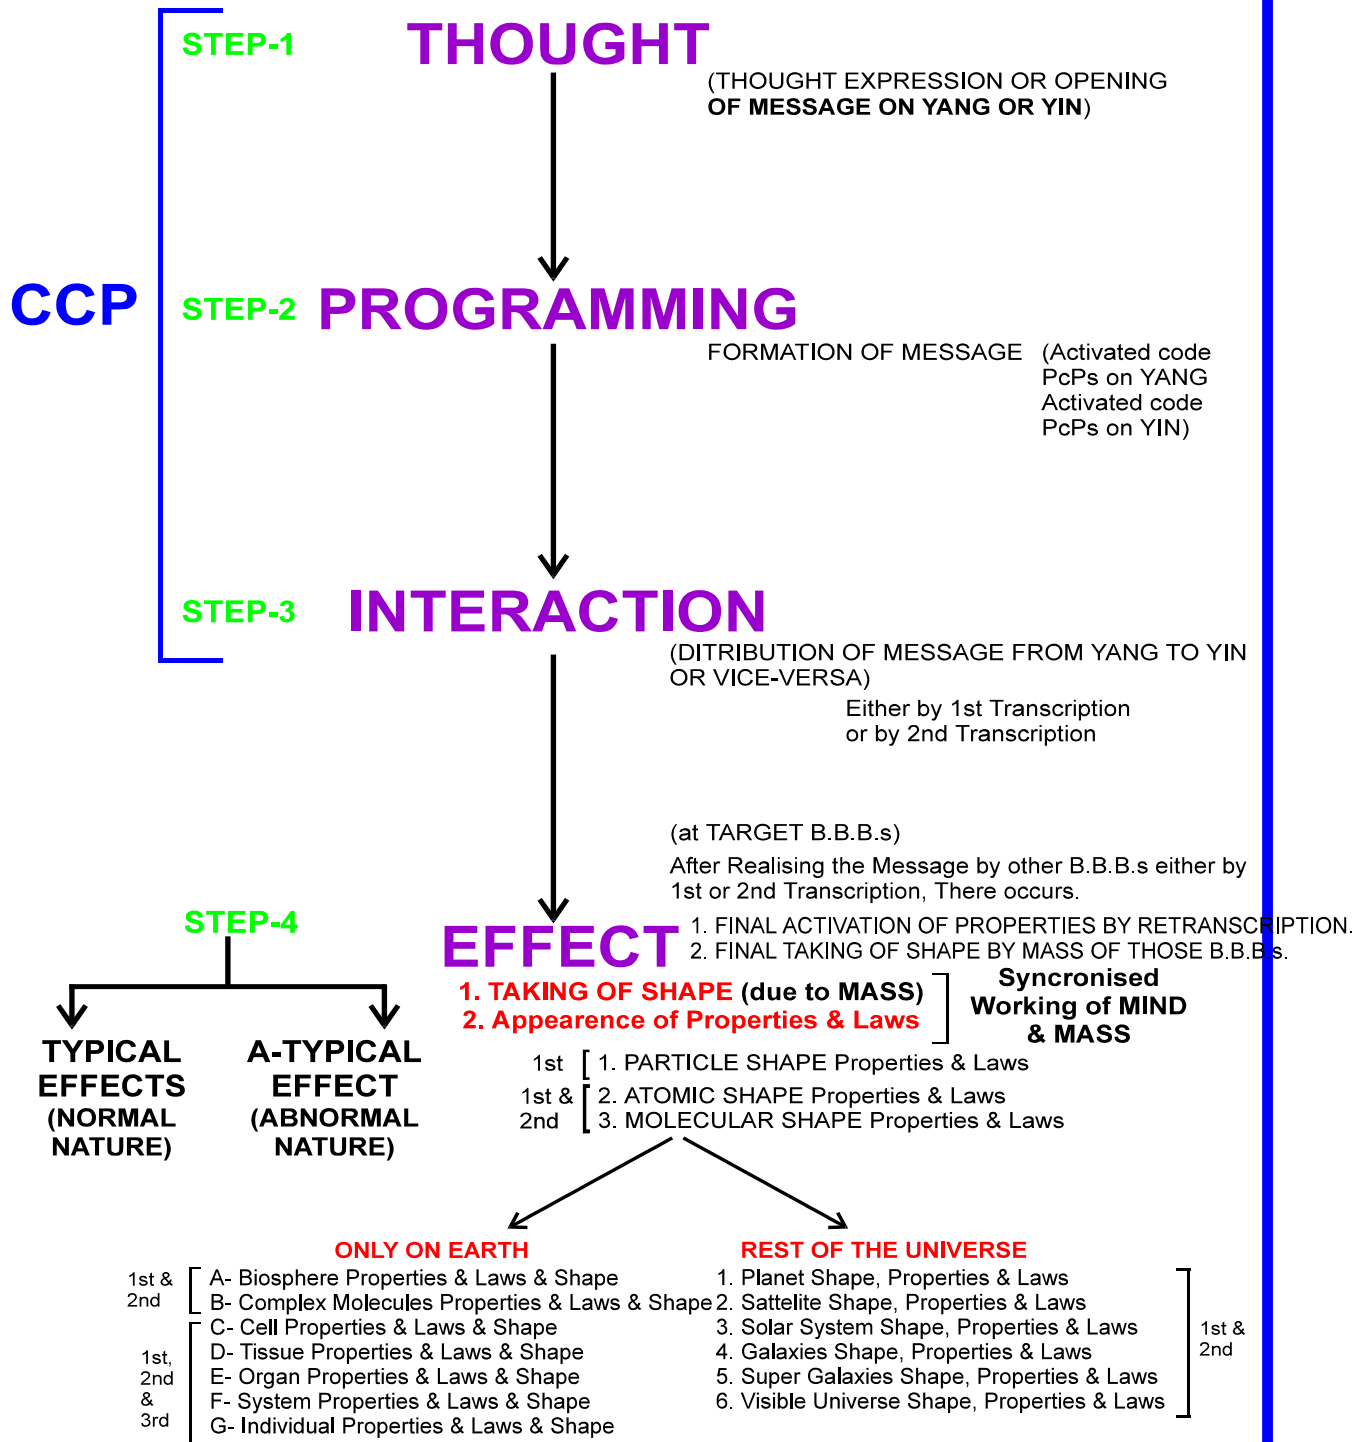 STEP-1
THOUGHT
(THOUGHT EXPRESSION OR OPENING
OF MESSAGE ON YANG OR YIN)
CCP
STEP-2
PROGRAMMING
FORMATION OF MESSAGE (Activated code
PcPs on YANG
Activated code
PcPs on YIN)
STEP-3
INTERACTION
(DITRIBUTION OF MESSAGE FROM YANG TO YIN
OR VICE-VERSA)
Either by 1st Transcription
or by 2nd Transcription
(at TARGET B.B.B.s)
After Realising the Message by other B.B.B.s either by
1st or 2nd Transcription, There occurs.
STEP-4
EFFECT
1. FINAL ACTIVATION OF PROPERTIES BY RETRANSCRIPTION.
2. FINAL TAKING OF SHAPE BY MASS OF THOSE B.B.B.s.
1. TAKING OF SHAPE (due to MASS)
2. Appearence of Properties & Laws
Syncronised
Working of MIND
& MASS
TYPICAL
EFFECTS
(NORMAL
NATURE)
A-TYPICAL
EFFECT
(ABNORMAL
NATURE)
1st
1. PARTICLE SHAPE Properties & Laws
1st &
2nd
2. ATOMIC SHAPE Properties & Laws
3. MOLECULAR SHAPE Properties & Laws
ONLY ON EARTH
1st &
2nd
A- Biosphere Properties & Laws & Shape
B- Complex Molecules Properties & Laws & Shape
1st,
2nd
&
3rd
C- Cell Properties & Laws & Shape
D- Tissue Properties & Laws & Shape
E- Organ Properties & Laws & Shape
F- System Properties & Laws & Shape
G- Individual Properties & Laws & Shape
REST OF THE UNIVERSE
1. Planet Shape, Properties & Laws
2. Sattelite Shape, Properties & Laws
3. Solar System Shape, Properties & Laws
4. Galaxies Shape, Properties & Laws
5. Super Galaxies Shape, Properties & Laws
6. Visible Universe Shape, Properties & Laws
1st &
2nd